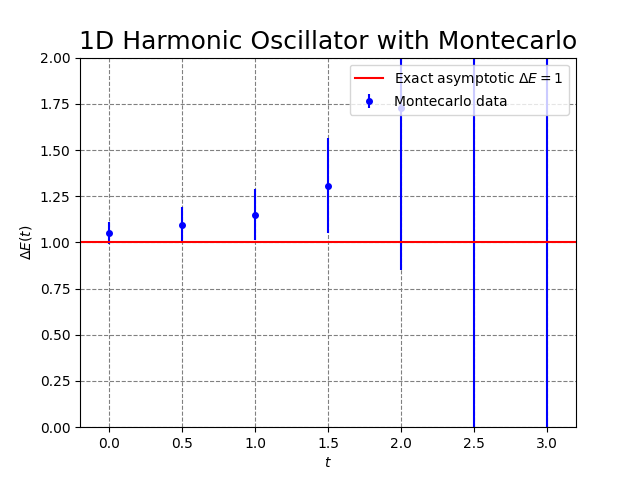 1D Harmonic Oscillator with Montecarlo
2.00
1.75
1.50
1.25
1.00
0.75
0.50
0.25
0.00
ΔE(t)
Exact asymptotic ΔE = 1
Montecarlo data
0.0 0.5 1.0 1.5 2.0 2.5 3.0
t